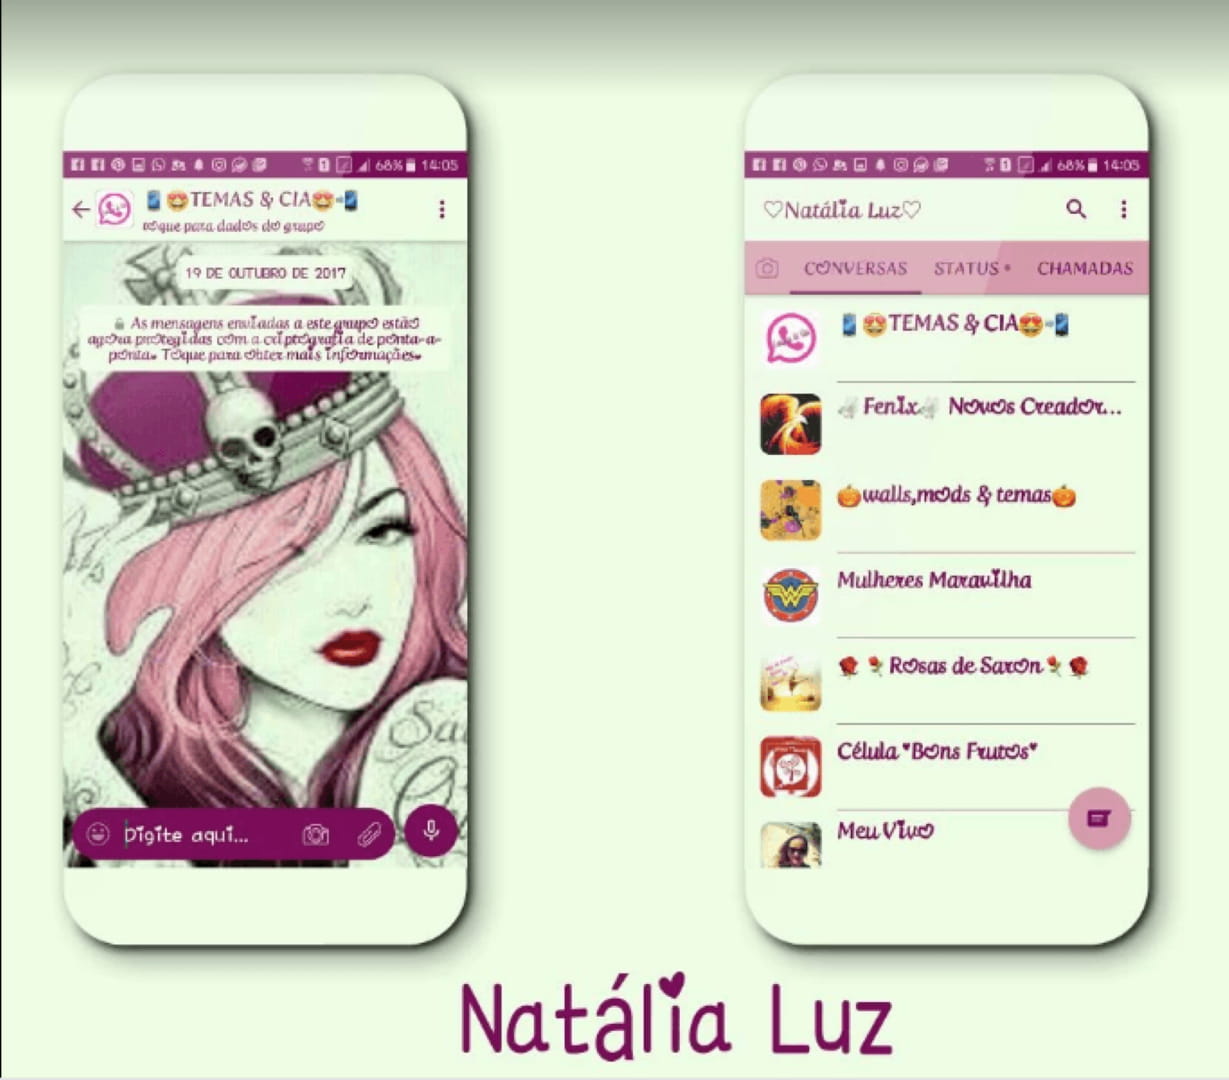 68% 14:05
📱😍TEMAS & CIA😍📲
toque para dados do grupo
19 DE OUTUBRO DE 2017
🔒 As mensagens enviadas a este grupo estão
agora protegidas com a criptografia de ponta-a-
ponta. Toque para obter mais informações.
Digite aqui...
68% 14:05
♡Natália Luz♡
CONVERSAS STATUS • CHAMADAS
📱😍TEMAS & CIA😍📲
Fenix Novos Creador...
🎃walls,mods & temas🎃
Mulheres Maravilha
🌹Rosas de Saron🌹
Célula ♥Bons Frutos♥
Meu Vivo
Natália Luz